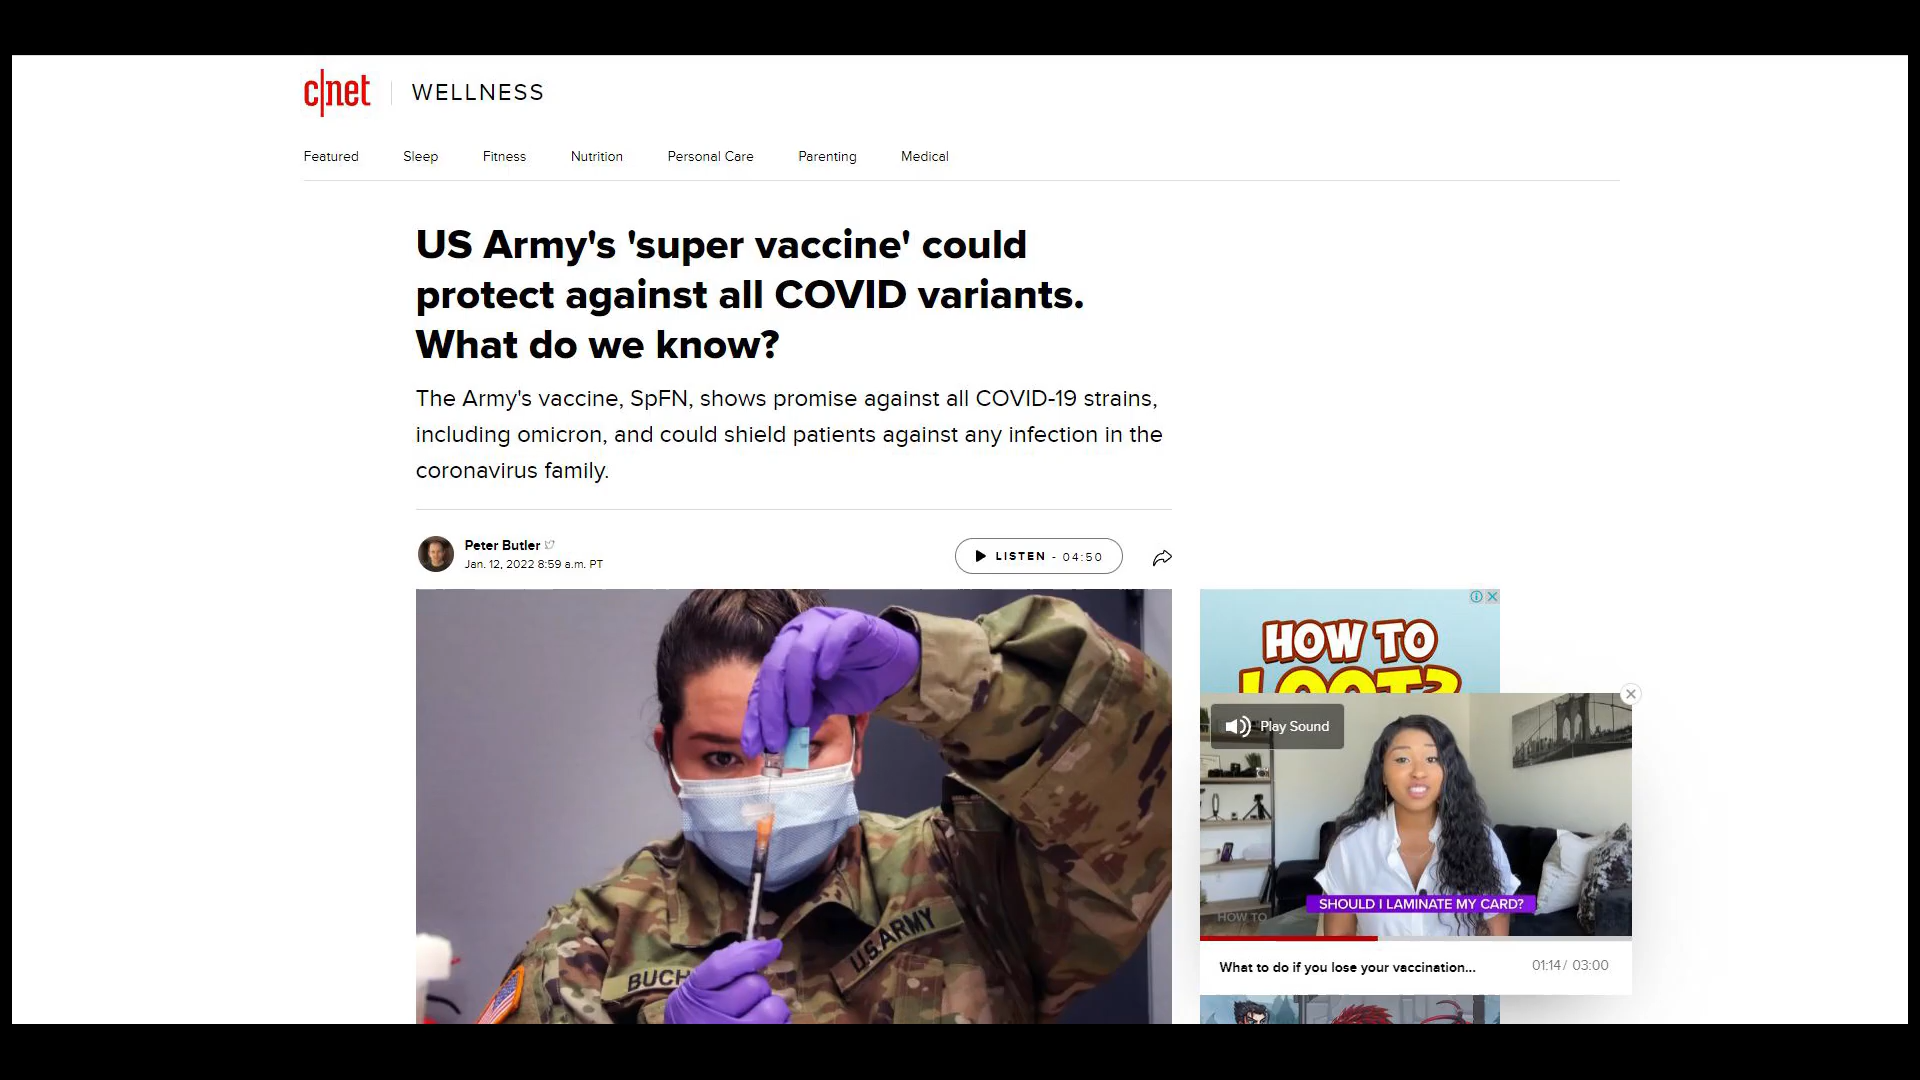 c|net
WELLNESS
Featured Sleep Fitness Nutrition Personal Care Parenting Medical
US Army's 'super vaccine' could
protect against all COVID variants.
What do we know?
The Army's vaccine, SpFN, shows promise against all COVID-19 strains,
including omicron, and could shield patients against any infection in the
coronavirus family.
Peter Butler
Jan. 12, 2022 8:59 a.m. PT
LISTEN - 04:50
BUCH
U.S. ARMY
HOW TO
LOOT?
Play Sound
HOW TO
SHOULD I LAMINATE MY CARD?
What to do if you lose your vaccination...
01:14 / 03:00